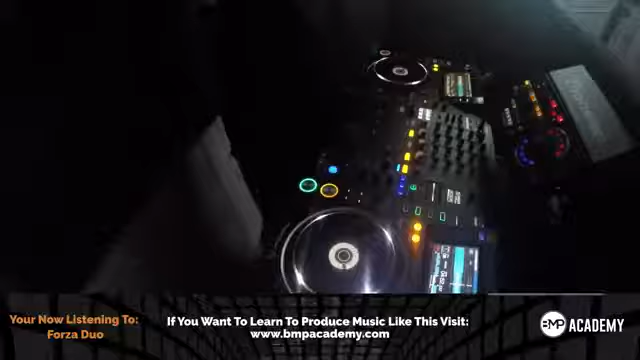 Your Now Listening To:
Forza Duo
If You Want To Learn To Produce Music Like This Visit:
www.bmpacademy.com
BMP ACADEMY